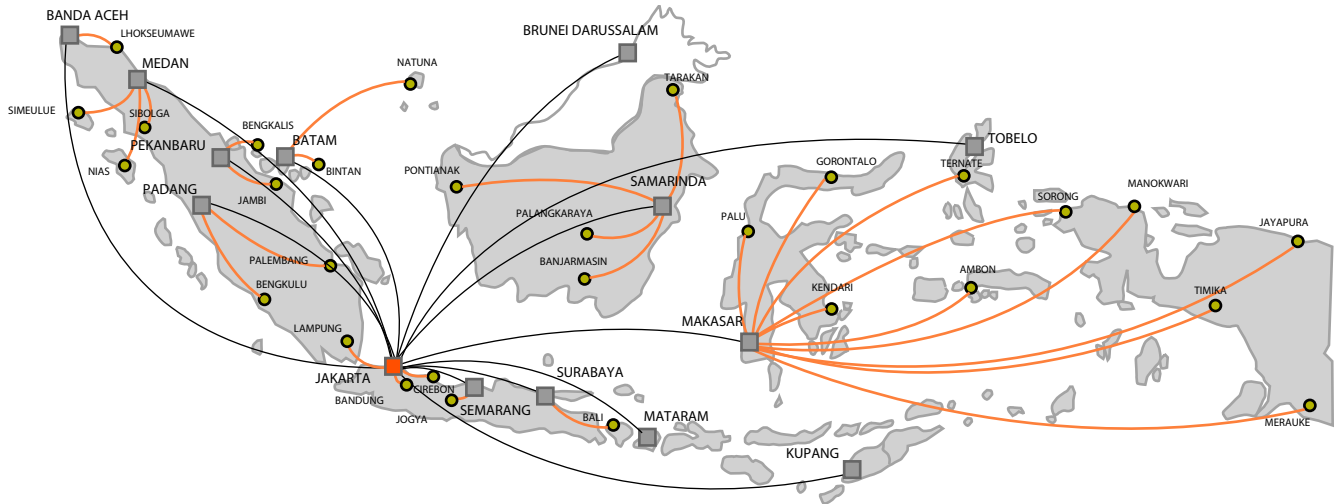 BANDA ACEH
LHOKSEUMAWE
BRUNEI DARUSSALAM
MEDAN
NATUNA
TARAKAN
SIMEULUE
SIBOLGA
BENGKALIS
PEKANBARU
BATAM
TOBELO
NIAS
BINTAN
PONTIANAK
GORONTALO
TERNATE
PADANG
JAMBI
SAMARINDA
MANOKWARI
SORONG
PALANGKARAYA
PALU
JAYAPURA
PALEMBANG
BANJARMASIN
AMBON
BENGKULU
KENDARI
TIMIKA
LAMPUNG
MAKASAR
JAKARTA
SURABAYA
BANDUNG
CIREBON
JOGYA
SEMARANG
BALI
MATARAM
MERAUKE
KUPANG